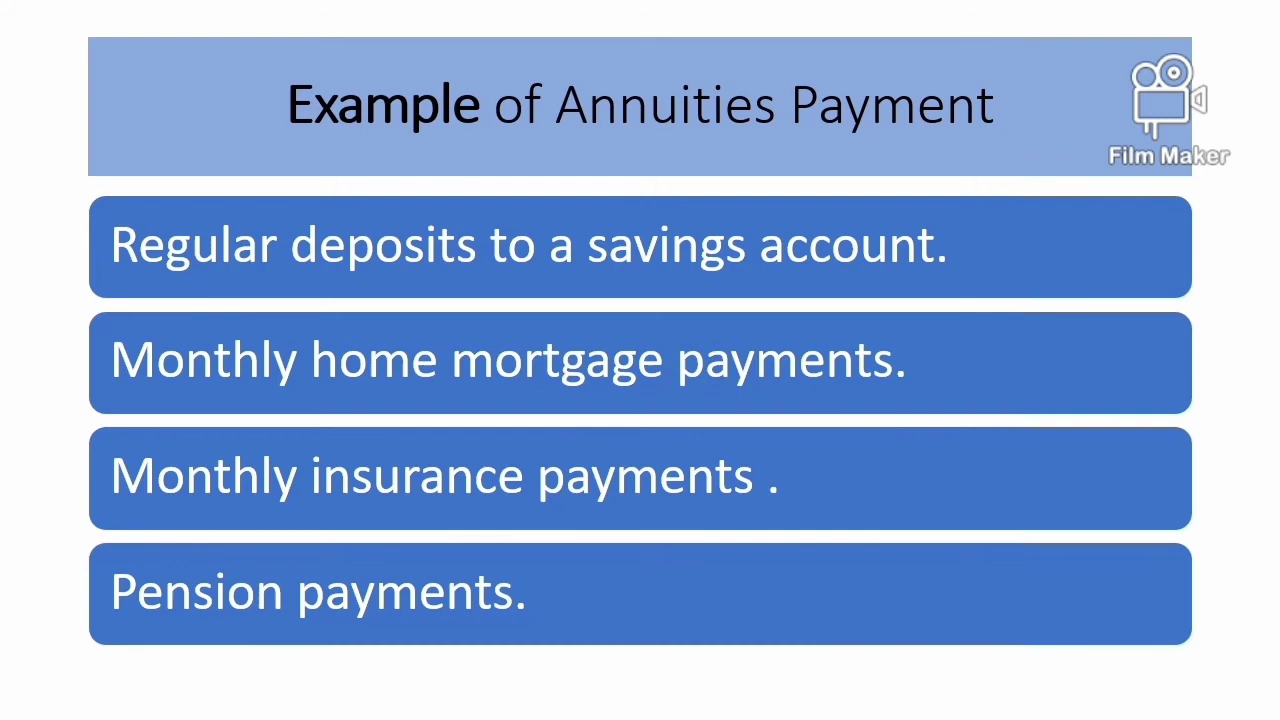 Example of Annuities Payment
Film Maker
Regular deposits to a savings account.
Monthly home mortgage payments.
Monthly insurance payments .
Pension payments.